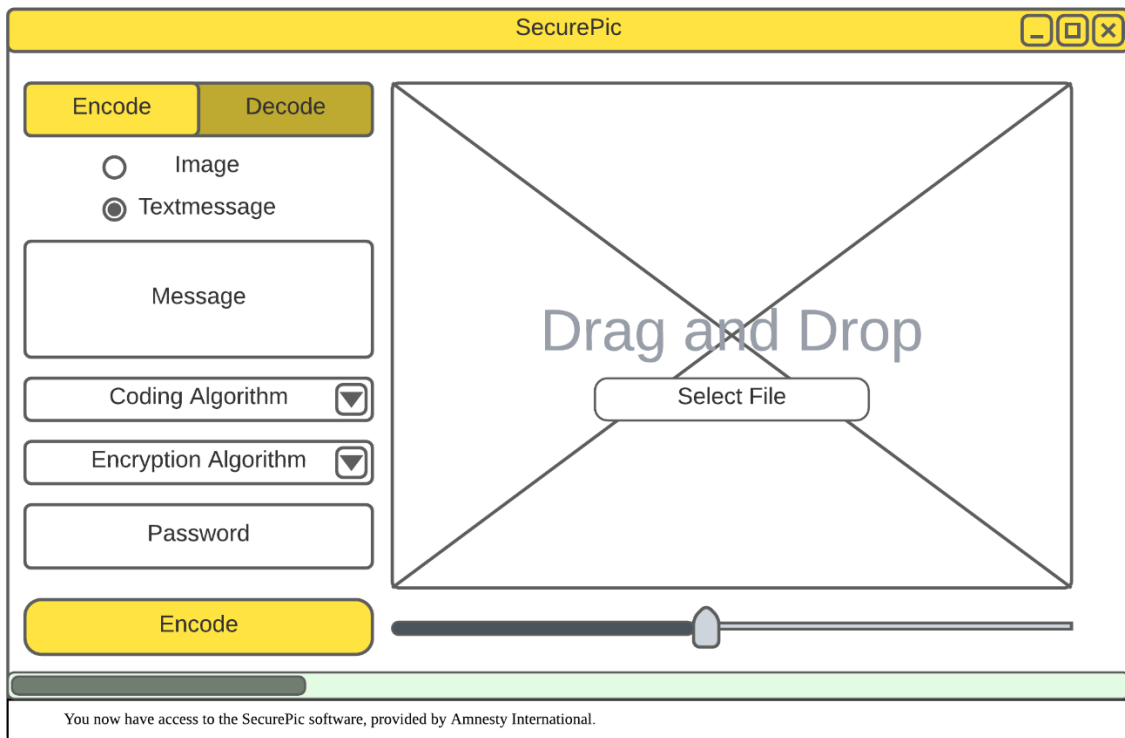 SecurePic
Encode
Decode
Image
Textmessage
Message
Coding Algorithm
Encryption Algorithm
Password
Encode
Drag and Drop
Select File
You now have access to the SecurePic software, provided by Amnesty International.